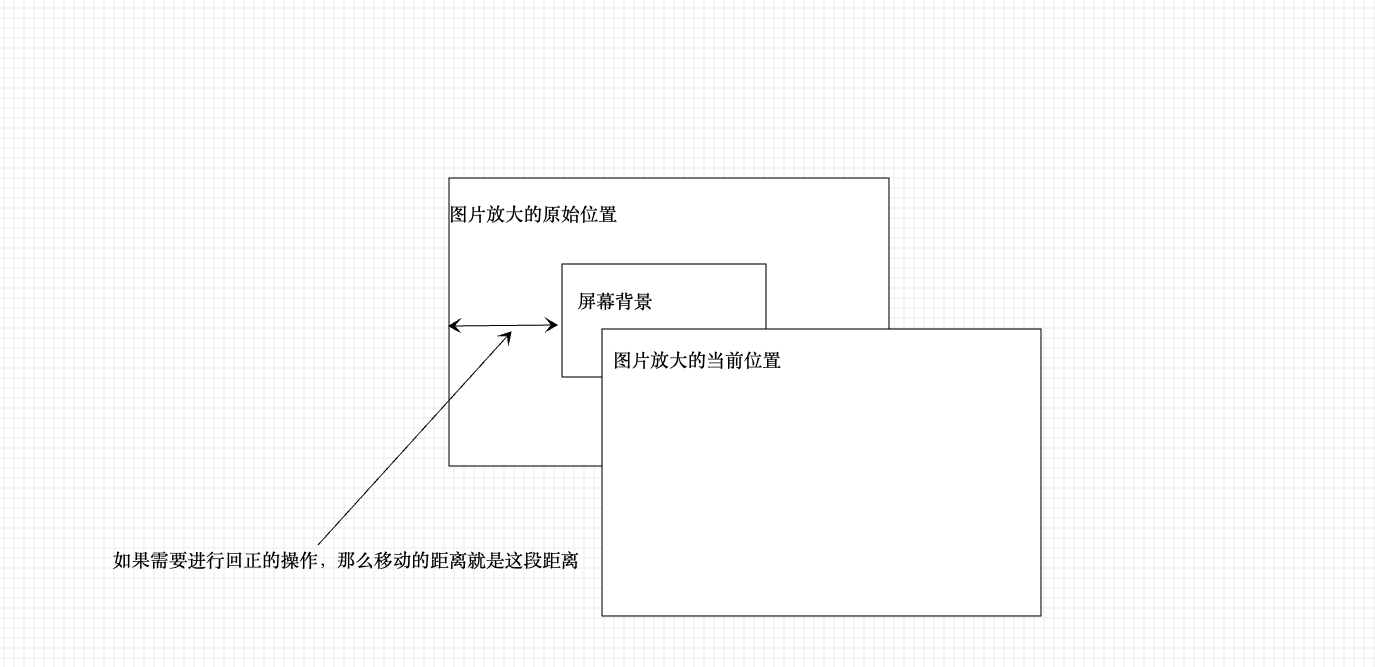 图片放大的原始位置
屏幕背景
图片放大的当前位置
如果需要进行回正的操作，那么移动的距离就是这段距离